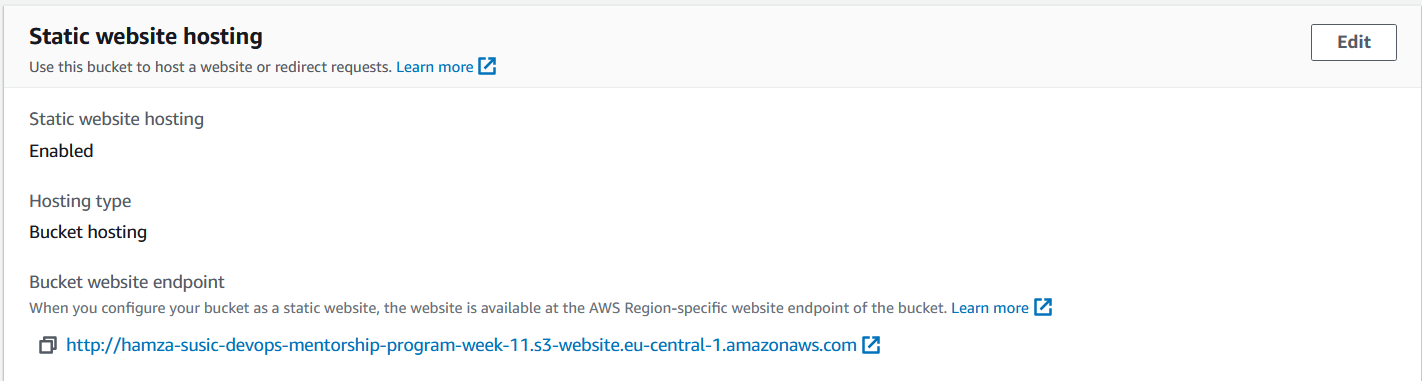 Static website hosting
Edit
Use this bucket to host a website or redirect requests. Learn more
Static website hosting
Enabled
Hosting type
Bucket hosting
Bucket website endpoint
When you configure your bucket as a static website, the website is available at the AWS Region-specific website endpoint of the bucket. Learn more
http://hamza-susic-devops-mentorship-program-week-11.s3-website.eu-central-1.amazonaws.com